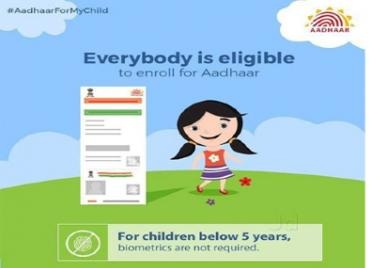 #AadhaarForMyChild
AADHAAR
Everybody is eligible
to enroll for Aadhaar
For children below 5 years,
biometrics are not required.